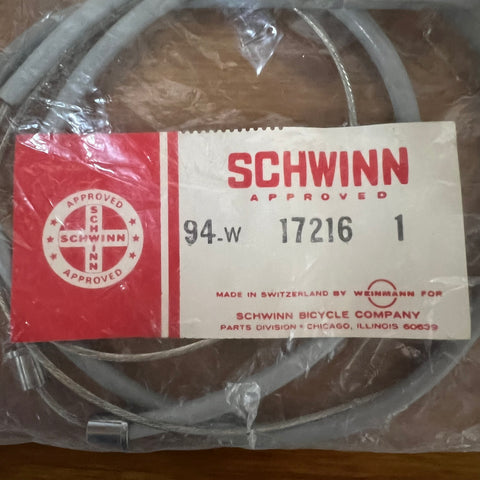 APPROVED
SCHWINN
SCHWINN
APPROVED
SCHWINN
APPROVED
94-W 17216 1
MADE IN SWITZERLAND BY WEINMANN FOR
SCHWINN BICYCLE COMPANY
PARTS DIVISION • CHICAGO, ILLINOIS 60639